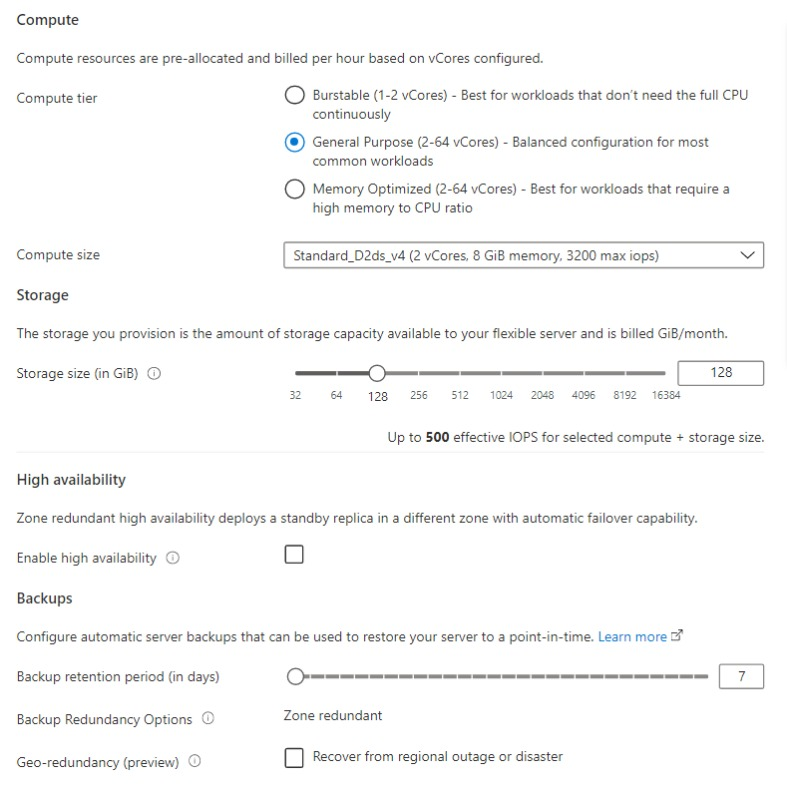 Compute
Compute resources are pre-allocated and billed per hour based on vCores configured.
Compute tier
Burstable (1-2 vCores) - Best for workloads that don't need the full CPU
continuously
General Purpose (2-64 vCores) - Balanced configuration for most
common workloads
Memory Optimized (2-64 vCores) - Best for workloads that require a
high memory to CPU ratio
Compute size
Standard_D2ds_v4 (2 vCores, 8 GiB memory, 3200 max iops)
Storage
The storage you provision is the amount of storage capacity available to your flexible server and is billed GiB/month.
Storage size (in GiB)
128
32 64 128 256 512 1024 2048 4096 8192 16384
Up to 500 effective IOPS for selected compute + storage size.
High availability
Zone redundant high availability deploys a standby replica in a different zone with automatic failover capability.
Enable high availability
Backups
Configure automatic server backups that can be used to restore your server to a point-in-time. Learn more
Backup retention period (in days)
7
Backup Redundancy Options
Zone redundant
Geo-redundancy (preview)
Recover from regional outage or disaster